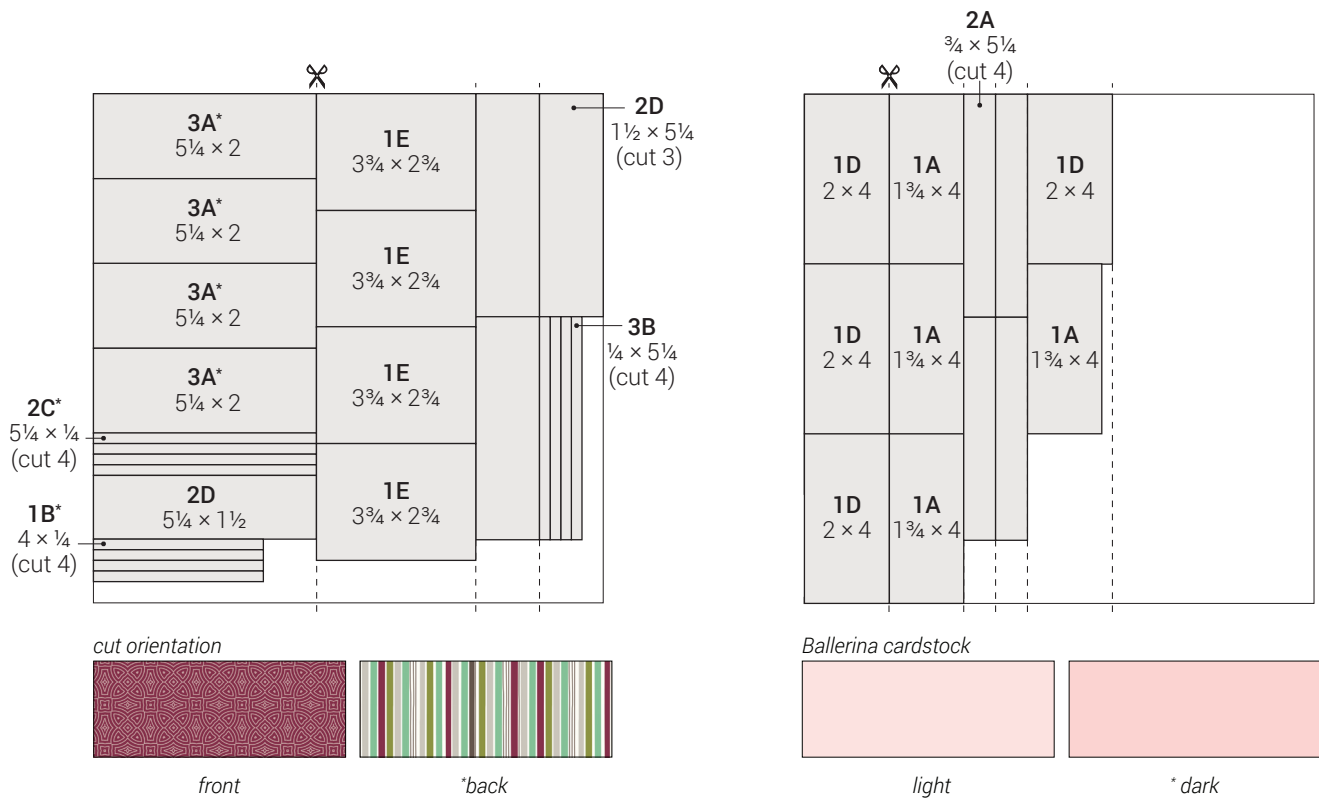 3A*
5¼ × 2
3A*
5¼ × 2
3A*
5¼ × 2
3A*
5¼ × 2
2C*
5¼ × ¼
(cut 4)
2D
5¼ × 1½
1B*
4 × ¼
(cut 4)
1E
3¾ × 2¾
1E
3¾ × 2¾
1E
3¾ × 2¾
1E
3¾ × 2¾
2D
1½ × 5¼
(cut 3)
3B
¼ × 5¼
(cut 4)
cut orientation
front
*back
2A
¾ × 5¼
(cut 4)
1D
2 × 4
1A
1¾ × 4
1D
2 × 4
1D
2 × 4
1A
1¾ × 4
1A
1¾ × 4
1D
2 × 4
1A
1¾ × 4
Ballerina cardstock
light
* dark